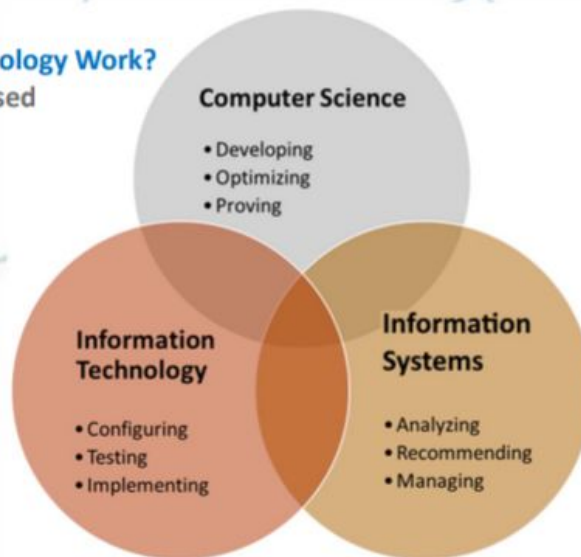 ology Work?
sed
Computer Science
• Developing
• Optimizing
• Proving
Information
Technology
• Configuring
• Testing
• Implementing
Information
Systems
• Analyzing
• Recommending
• Managing